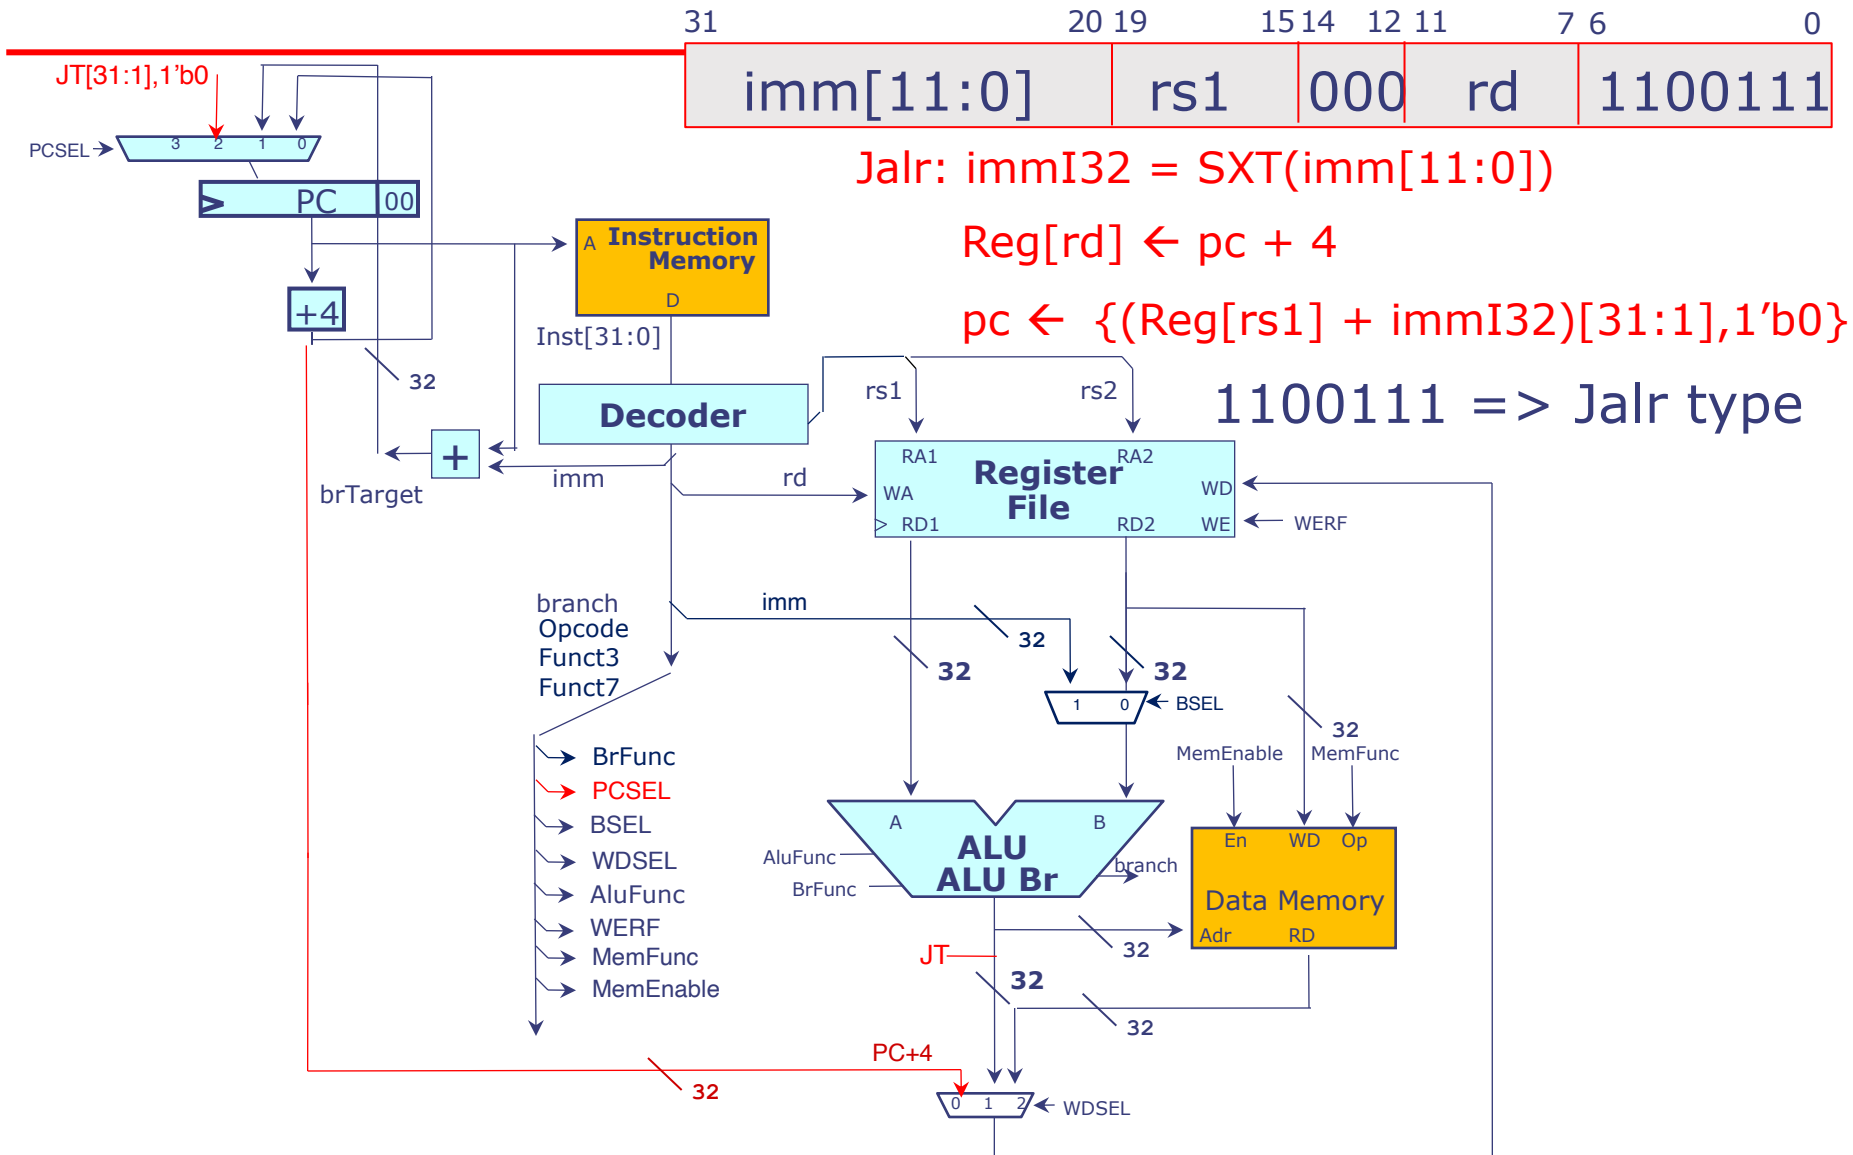 31 20 19 15 14 12 11 7 6 0
imm[11:0] rs1 000 rd 1100111
JT[31:1],1'b0
3 2 1 0
PCSEL
PC 00
Jalr: immI32 = SXT(imm[11:0])
Reg[rd] ← pc + 4
pc ← {(Reg[rs1] + immI32)[31:1],1'b0}
1100111 => Jalr type
A Instruction
Memory
D
+4
Inst[31:0]
32
rs1 rs2
Decoder
+
brTarget
imm
rd
RA1 RA2
Register
File
WA WD
RD1 RD2 WE
WERF
branch
Opcode
Funct3
Funct7
imm
32
32
32
1 0
BSEL
32
MemEnable MemFunc
BrFunc
PCSEL
BSEL
WDSEL
AluFunc
WERF
MemFunc
MemEnable
A B
ALU
ALU Br
AluFunc
BrFunc
branch
En WD Op
Data Memory
Adr RD
32
JT
32
32
PC+4
32
0 1 2
WDSEL